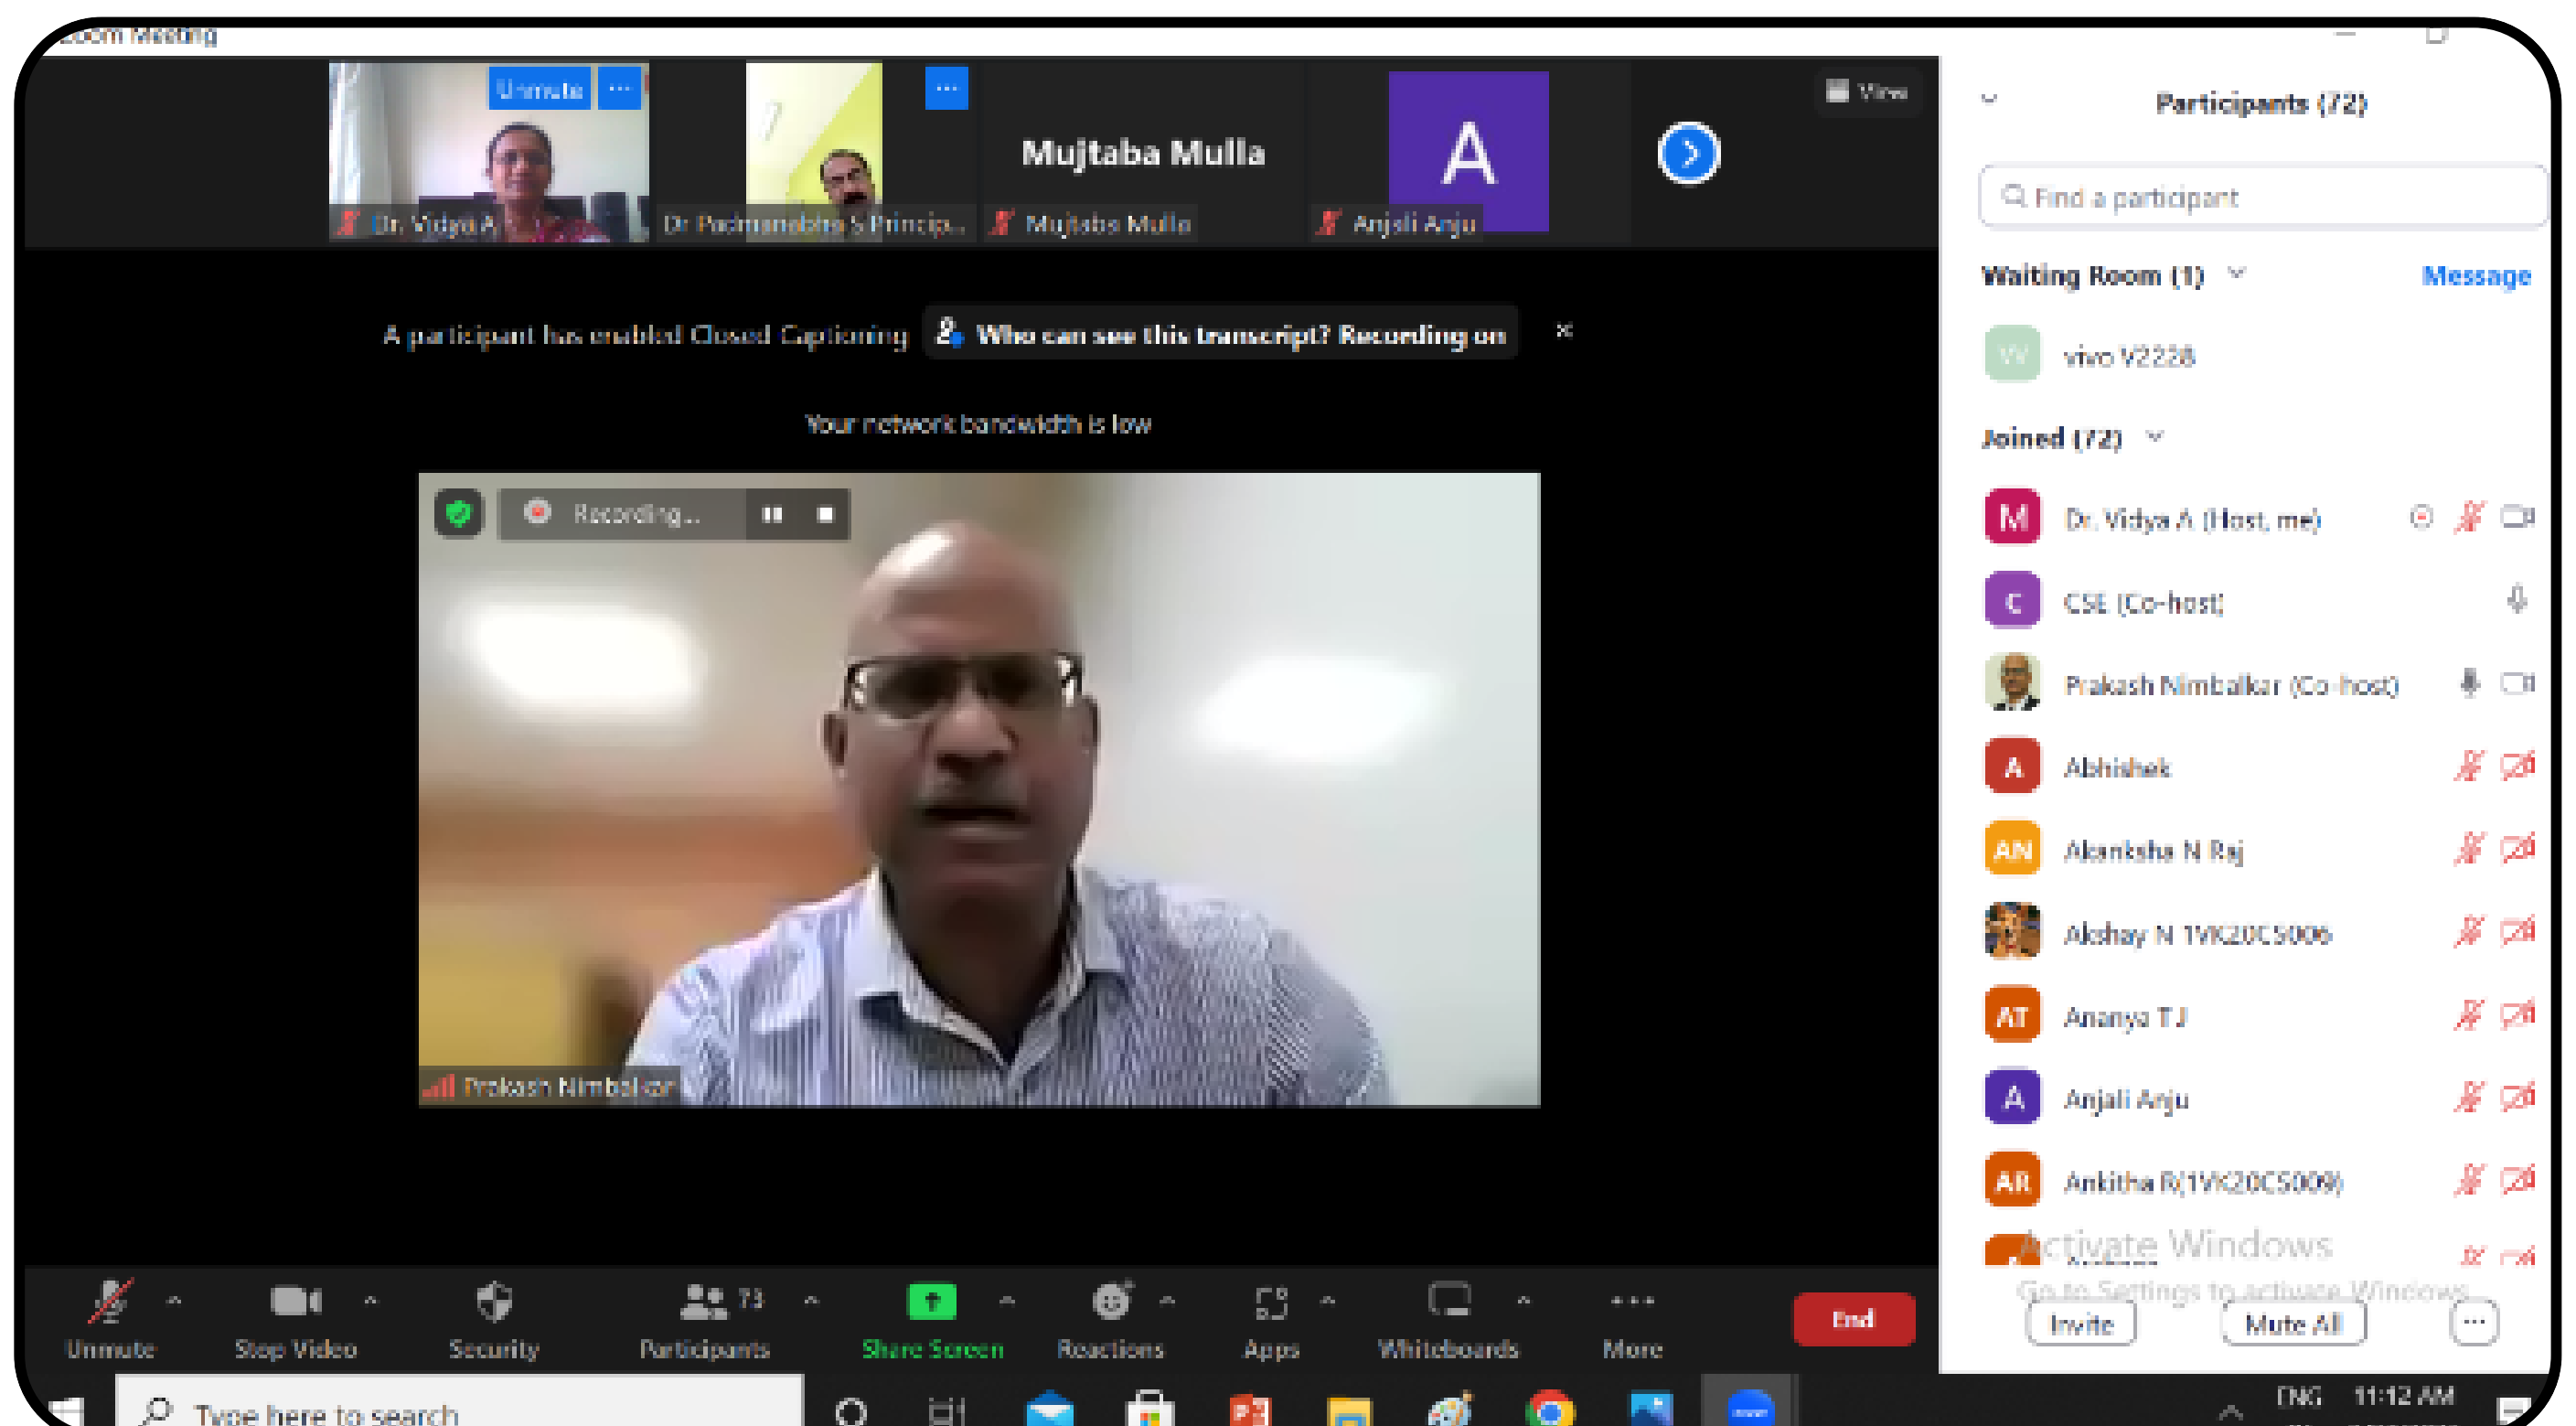 Zoom Meeting
Unmute
Dr. Vidya A
Dr Padmanabha S Princip...
Mujtaba Mulla
Mujtaba Mulla
A
Anjali Anju
View
A participant has enabled Closed Captioning
Who can see this transcript? Recording on
Your network bandwidth is low
Recording...
Prakash Nimbalkar
Participants (72)
Find a participant
Waiting Room (1)
Message
VV
vivo V2228
Joined (72)
M
Dr. Vidya A (Host, me)
C
CSE (Co-host)
Prakash Nimbalkar (Co-host)
A
Abhishek
AN
Akanksha N Raj
Akshay N 1VK20CS006
AT
Ananya T J
A
Anjali Anju
AR
Ankitha R(1VK20CS009)
Activate Windows
Go to Settings to activate Windows.
Invite
Mute All
Unmute
Stop Video
Security
73
Participants
Share Screen
Reactions
Apps
Whiteboards
More
End
Type here to search
ENG
11:12 AM